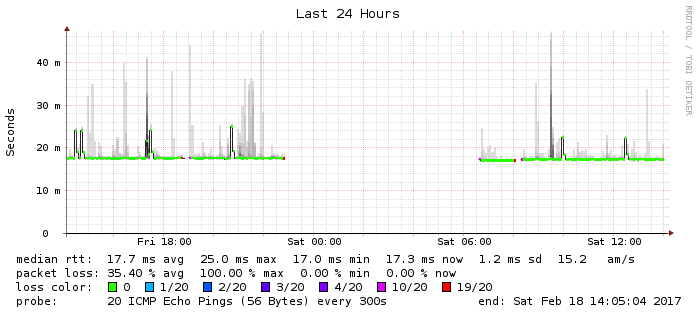 Last 24 Hours
RRDTOOL / TOBI OETIKER
Seconds
40 m
30 m
20 m
10 m
0
Fri 18:00 Sat 00:00 Sat 06:00 Sat 12:00
median rtt: 17.7 ms avg 25.0 ms max 17.0 ms min 17.3 ms now 1.2 ms sd 15.2 am/s
packet loss: 35.40 % avg 100.00 % max 0.00 % min 0.00 % now
loss color: 0 1/20 2/20 3/20 4/20 10/20 19/20
probe: 20 ICMP Echo Pings (56 Bytes) every 300s end: Sat Feb 18 14:05:04 2017